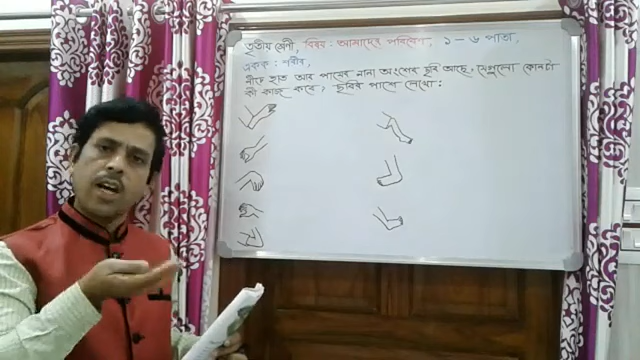 তৃতীয় শ্রেণী, বিষয় : আমাদের পরিবেশ, ১ – ৬ পাতা,
একক : শরীর,
নীচে হাত আর পায়ের নানা অংশের ছবি আছে, সেগুলো কোনটা
কী কাজ করে, ছবির পাশে লেখো :